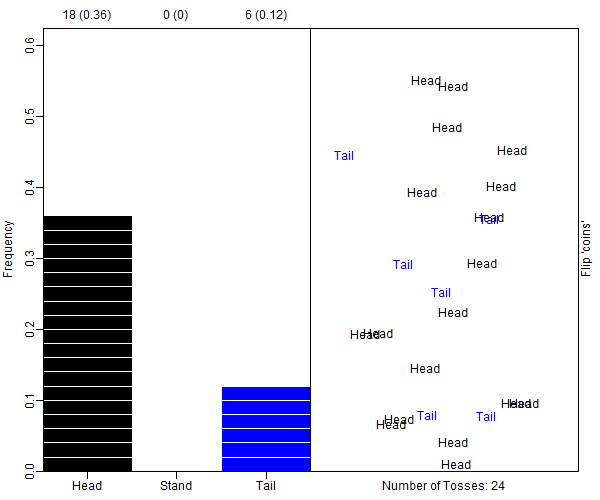 18 (0.36) 0 (0) 6 (0.12)
0.6
0.5
0.4
0.3
0.2
0.1
0.0
Frequency
Head Stand Tail
Head
Head
Head
Head
Tail
Head
Head
Head
Tail
Head
Tail
Tail
Head
Head
Head
Head
Head
Head
Tail
Tail
Head
Head
Head
Head
Flip 'coins'
Number of Tosses: 24